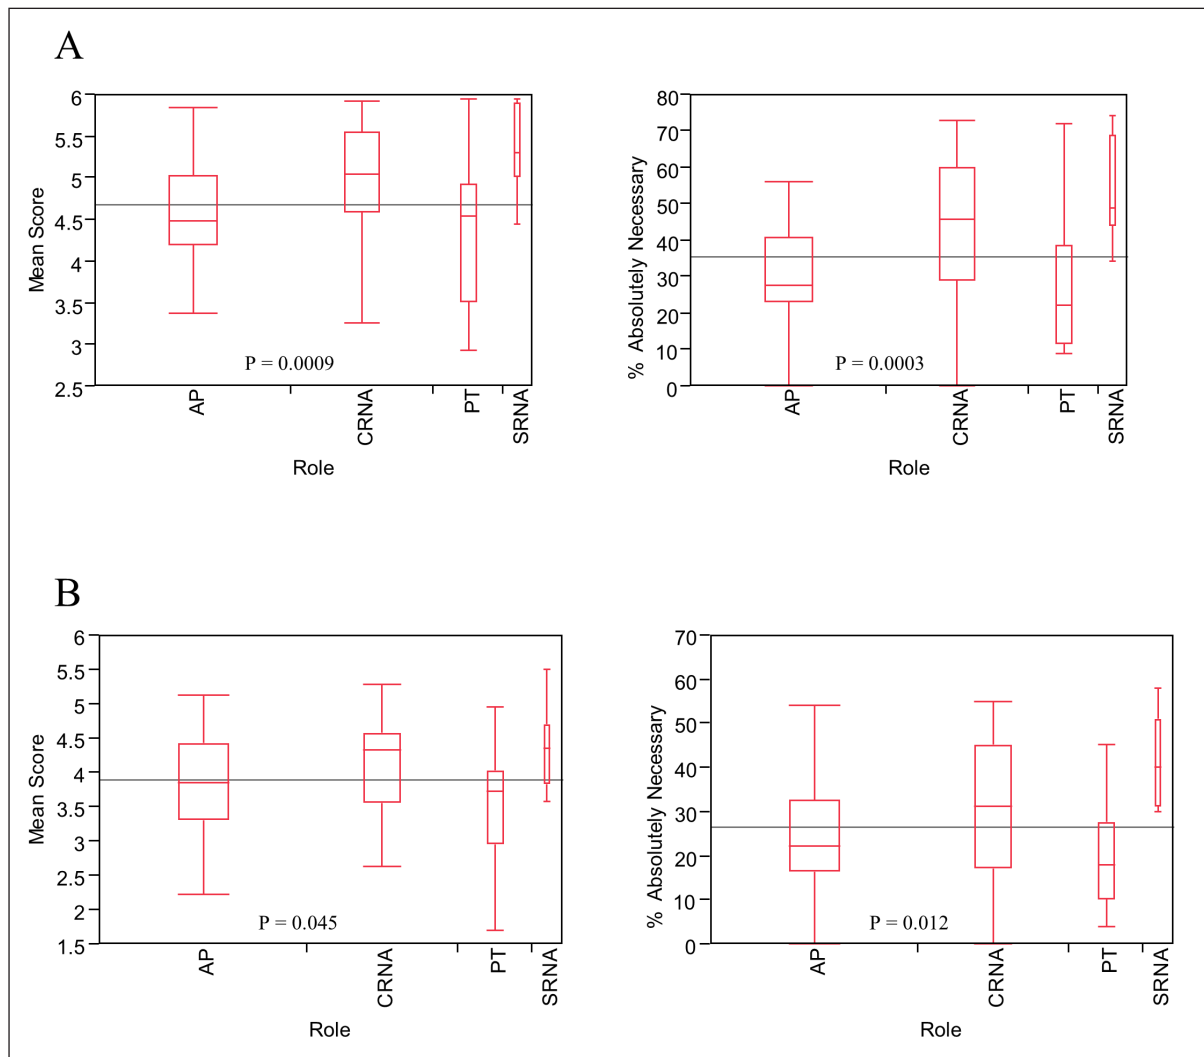 A
Mean Score
6
5.5
5
4.5
4
3.5
3
2.5
P = 0.0009
AP
CRNA
PT
SRNA
Role
% Absolutely Necessary
80
70
60
50
40
30
20
10
0
P = 0.0003
AP
CRNA
PT
SRNA
Role
B
Mean Score
6
5.5
5
4.5
4
3.5
3
2.5
2
1.5
P = 0.045
AP
CRNA
PT
SRNA
Role
% Absolutely Necessary
70
60
50
40
30
20
10
0
P = 0.012
AP
CRNA
PT
SRNA
Role